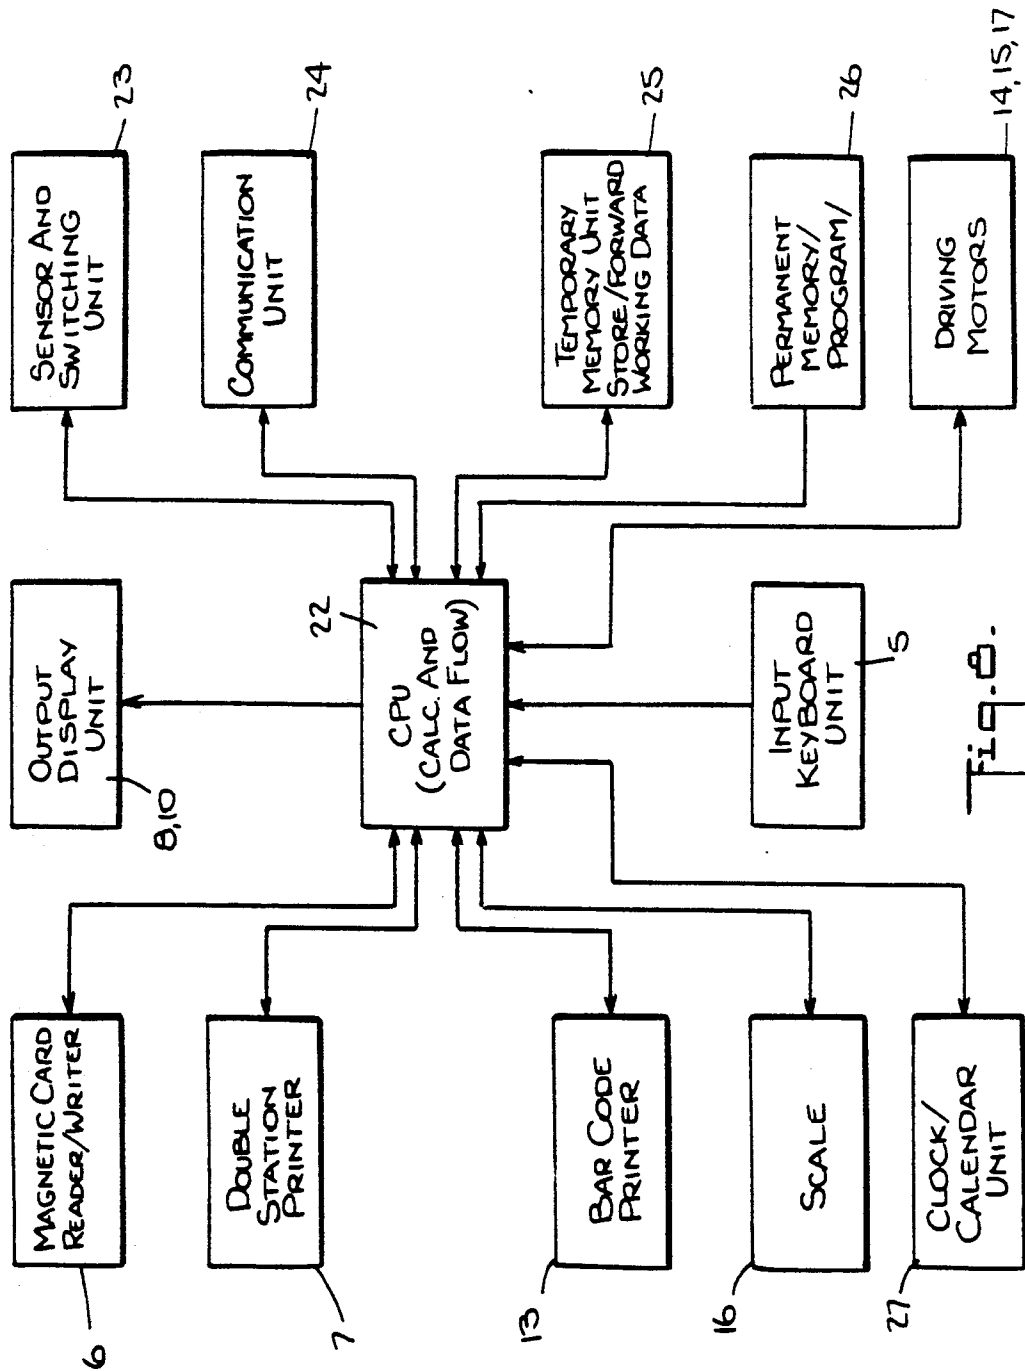 MAGNETIC CARD
READER/WRITER
6
DOUBLE
STATION
PRINTER
7
BAR CODE
PRINTER
13
SCALE
16
CLOCK/
CALENDAR
UNIT
27
OUTPUT
DISPLAY
UNIT
8,10
22
CPU
(CALC. AND
DATA FLOW)
INPUT
KEYBOARD
UNIT
5
SENSOR AND
SWITCHING
UNIT
23
COMMUNICATION
UNIT
24
TEMPORARY
MEMORY UNIT
STORE/FORWARD
WORKING DATA
25
PERMANENT
MEMORY/
PROGRAM/
26
DRIVING
MOTORS
14,15,17
Fig. 8.